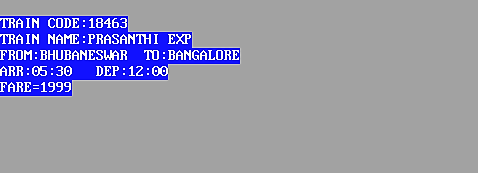 TRAIN CODE:18463
TRAIN NAME:PRASANTHI EXP
FROM:BHUBANESWAR  TO:BANGALORE
ARR:05:30   DEP:12:00
FARE=1999